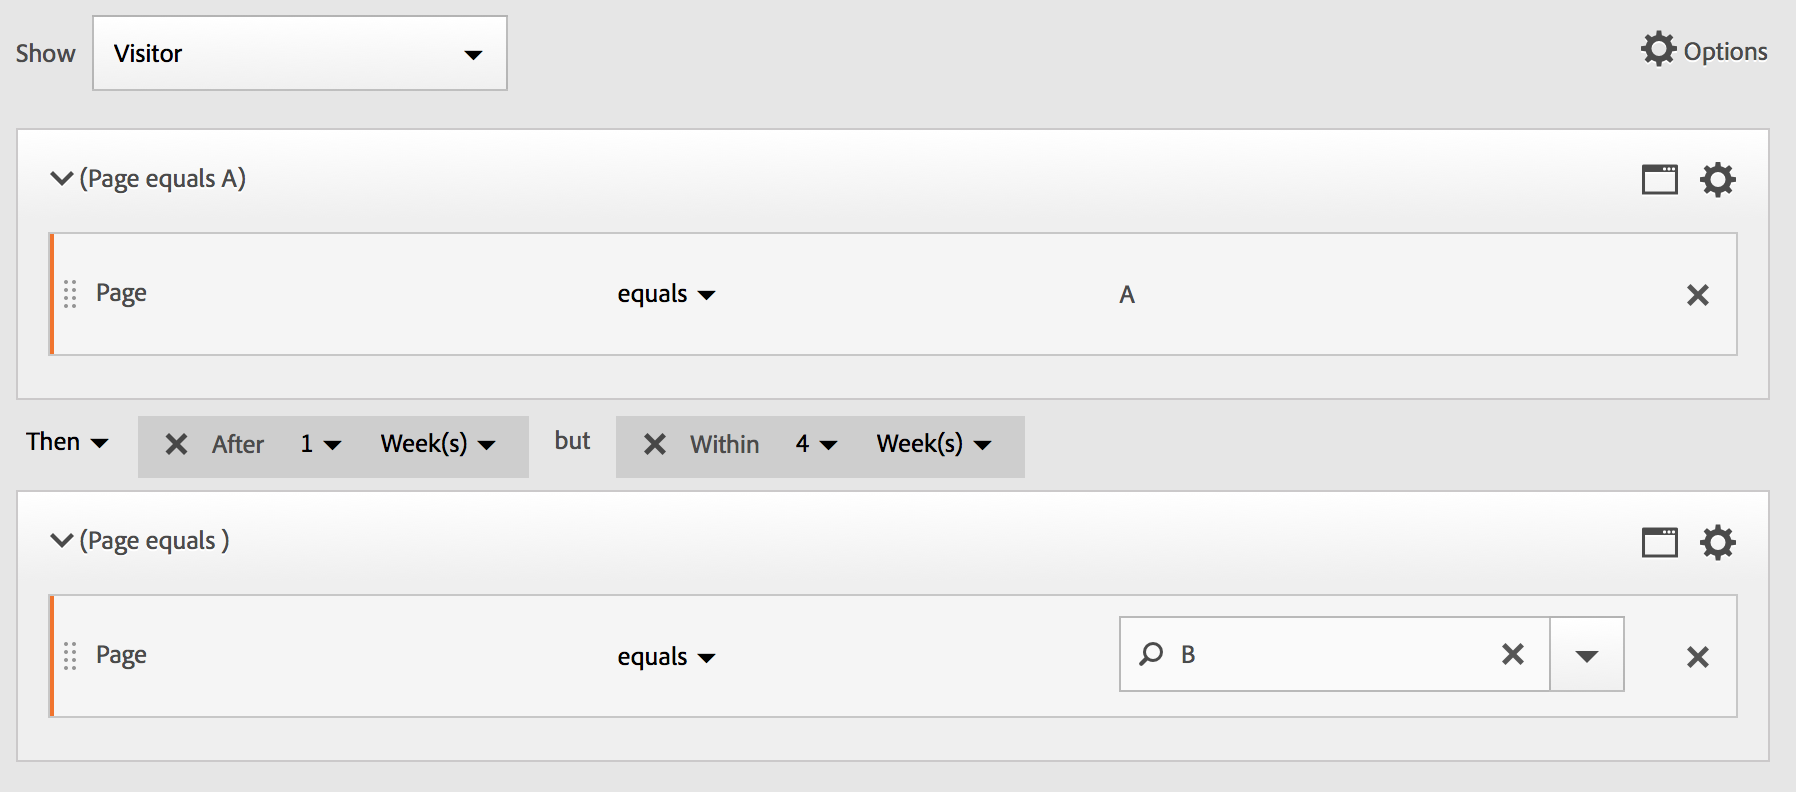 Show Visitor Options
(Page equals A)
Page equals A
Then After 1 Week(s) but Within 4 Week(s)
(Page equals )
Page equals B